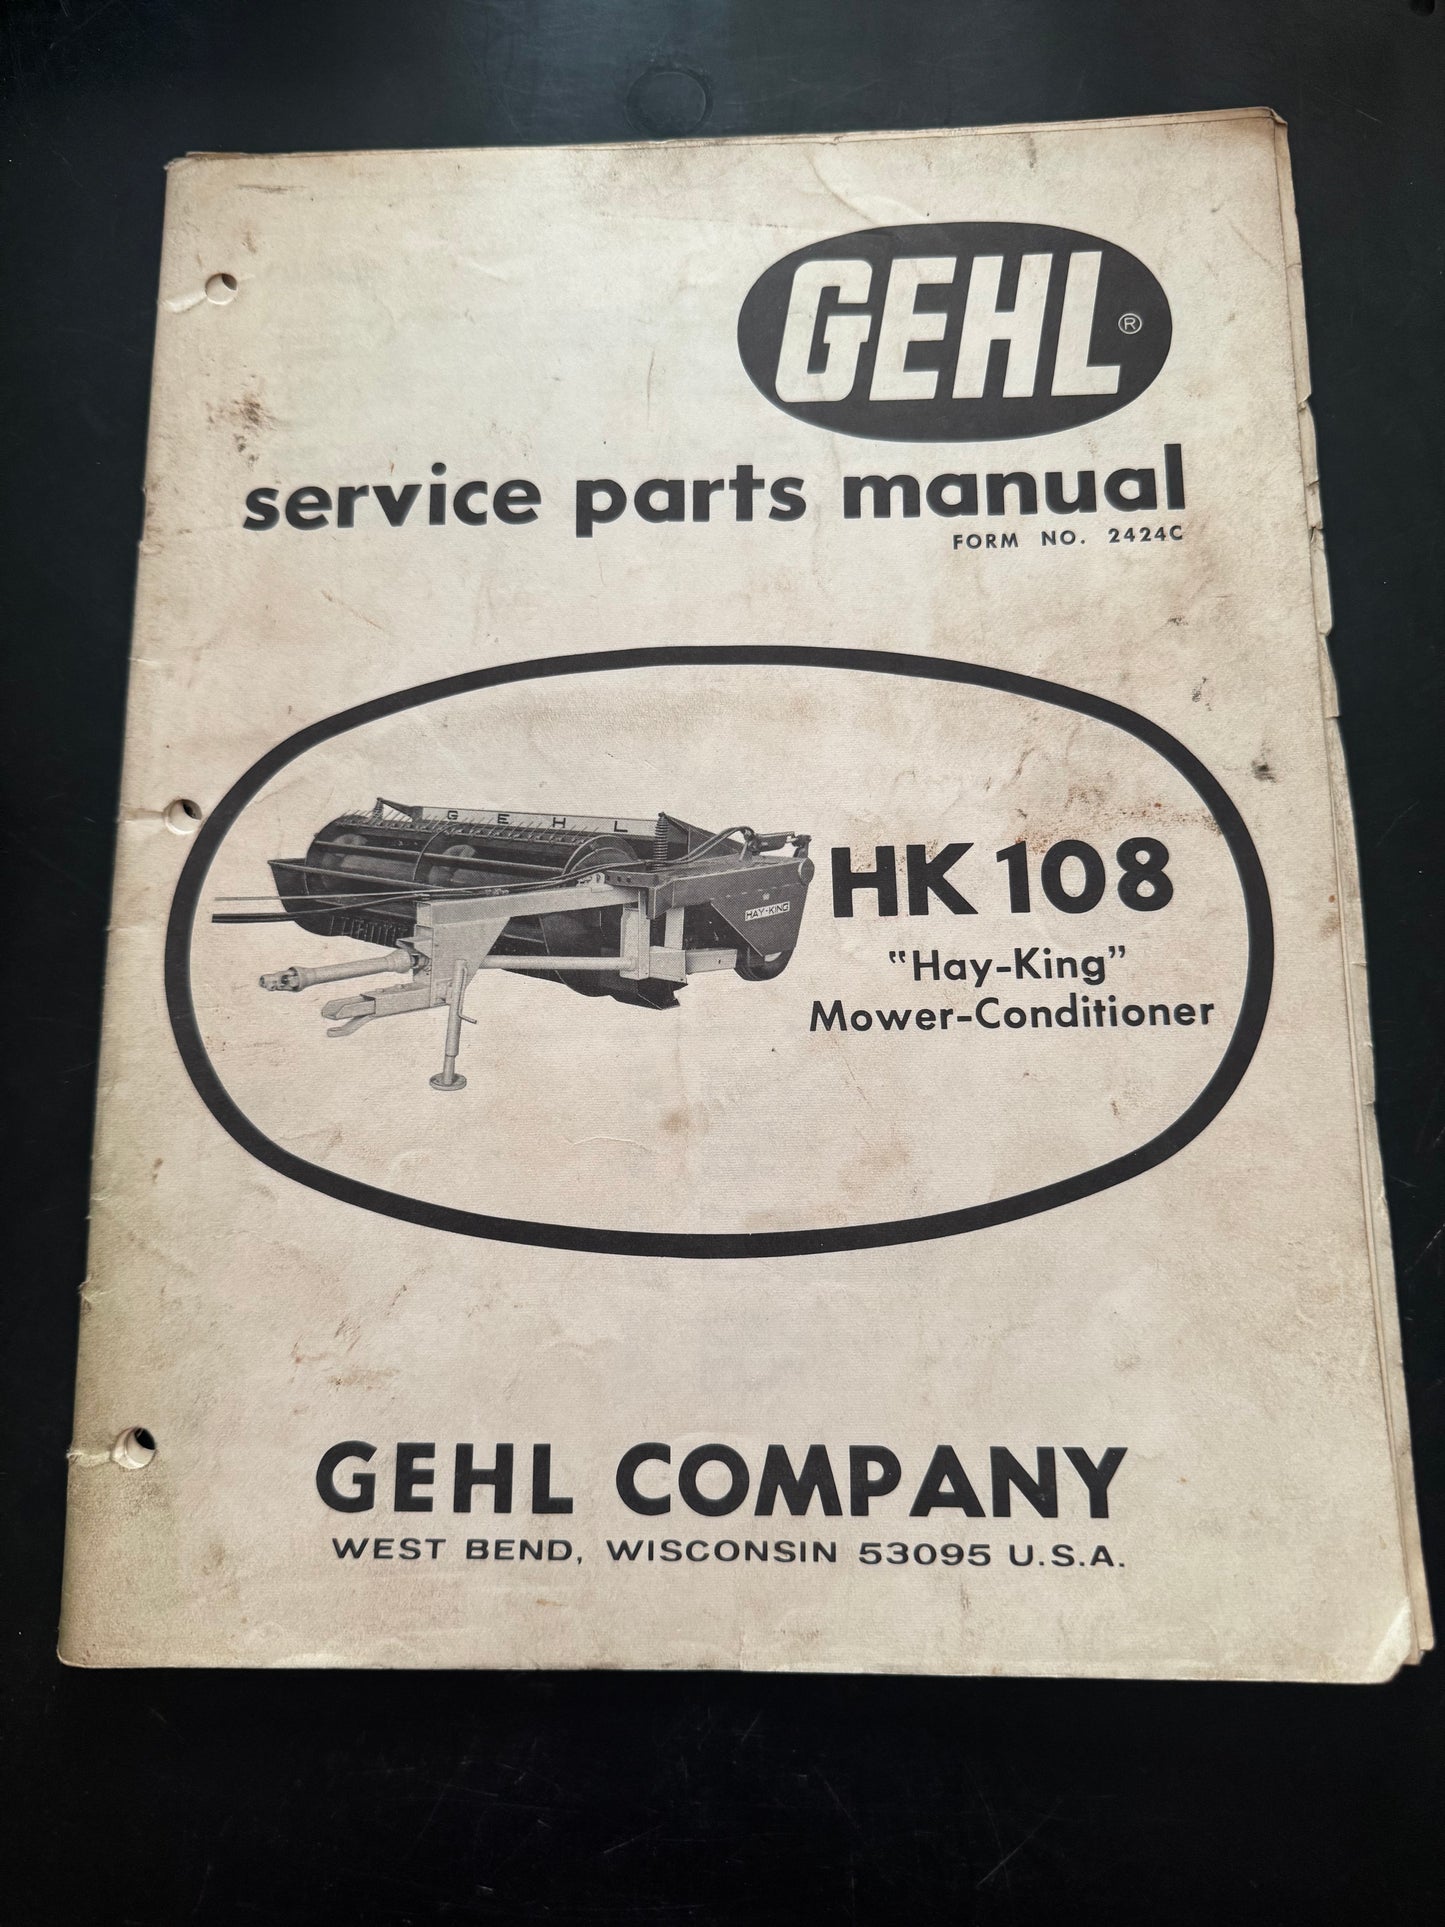 GEHL®
service parts manual
FORM NO. 2424C
GEHL
HAY-KING
HK 108
"Hay-King"
Mower-Conditioner
GEHL COMPANY
WEST BEND, WISCONSIN 53095 U.S.A.